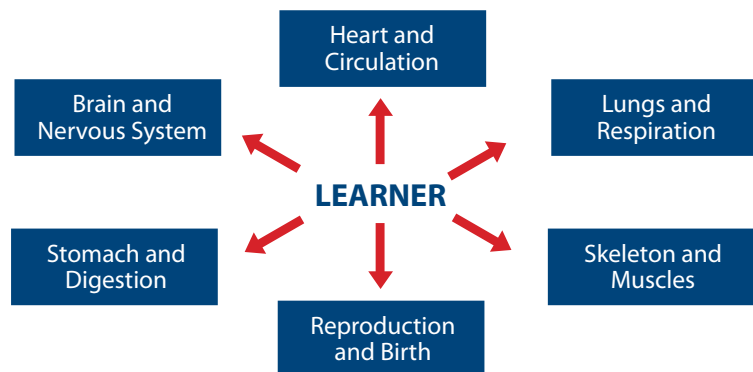 Heart and
Circulation
Brain and
Nervous System
Lungs and
Respiration
LEARNER
Stomach and
Digestion
Skeleton and
Muscles
Reproduction
and Birth